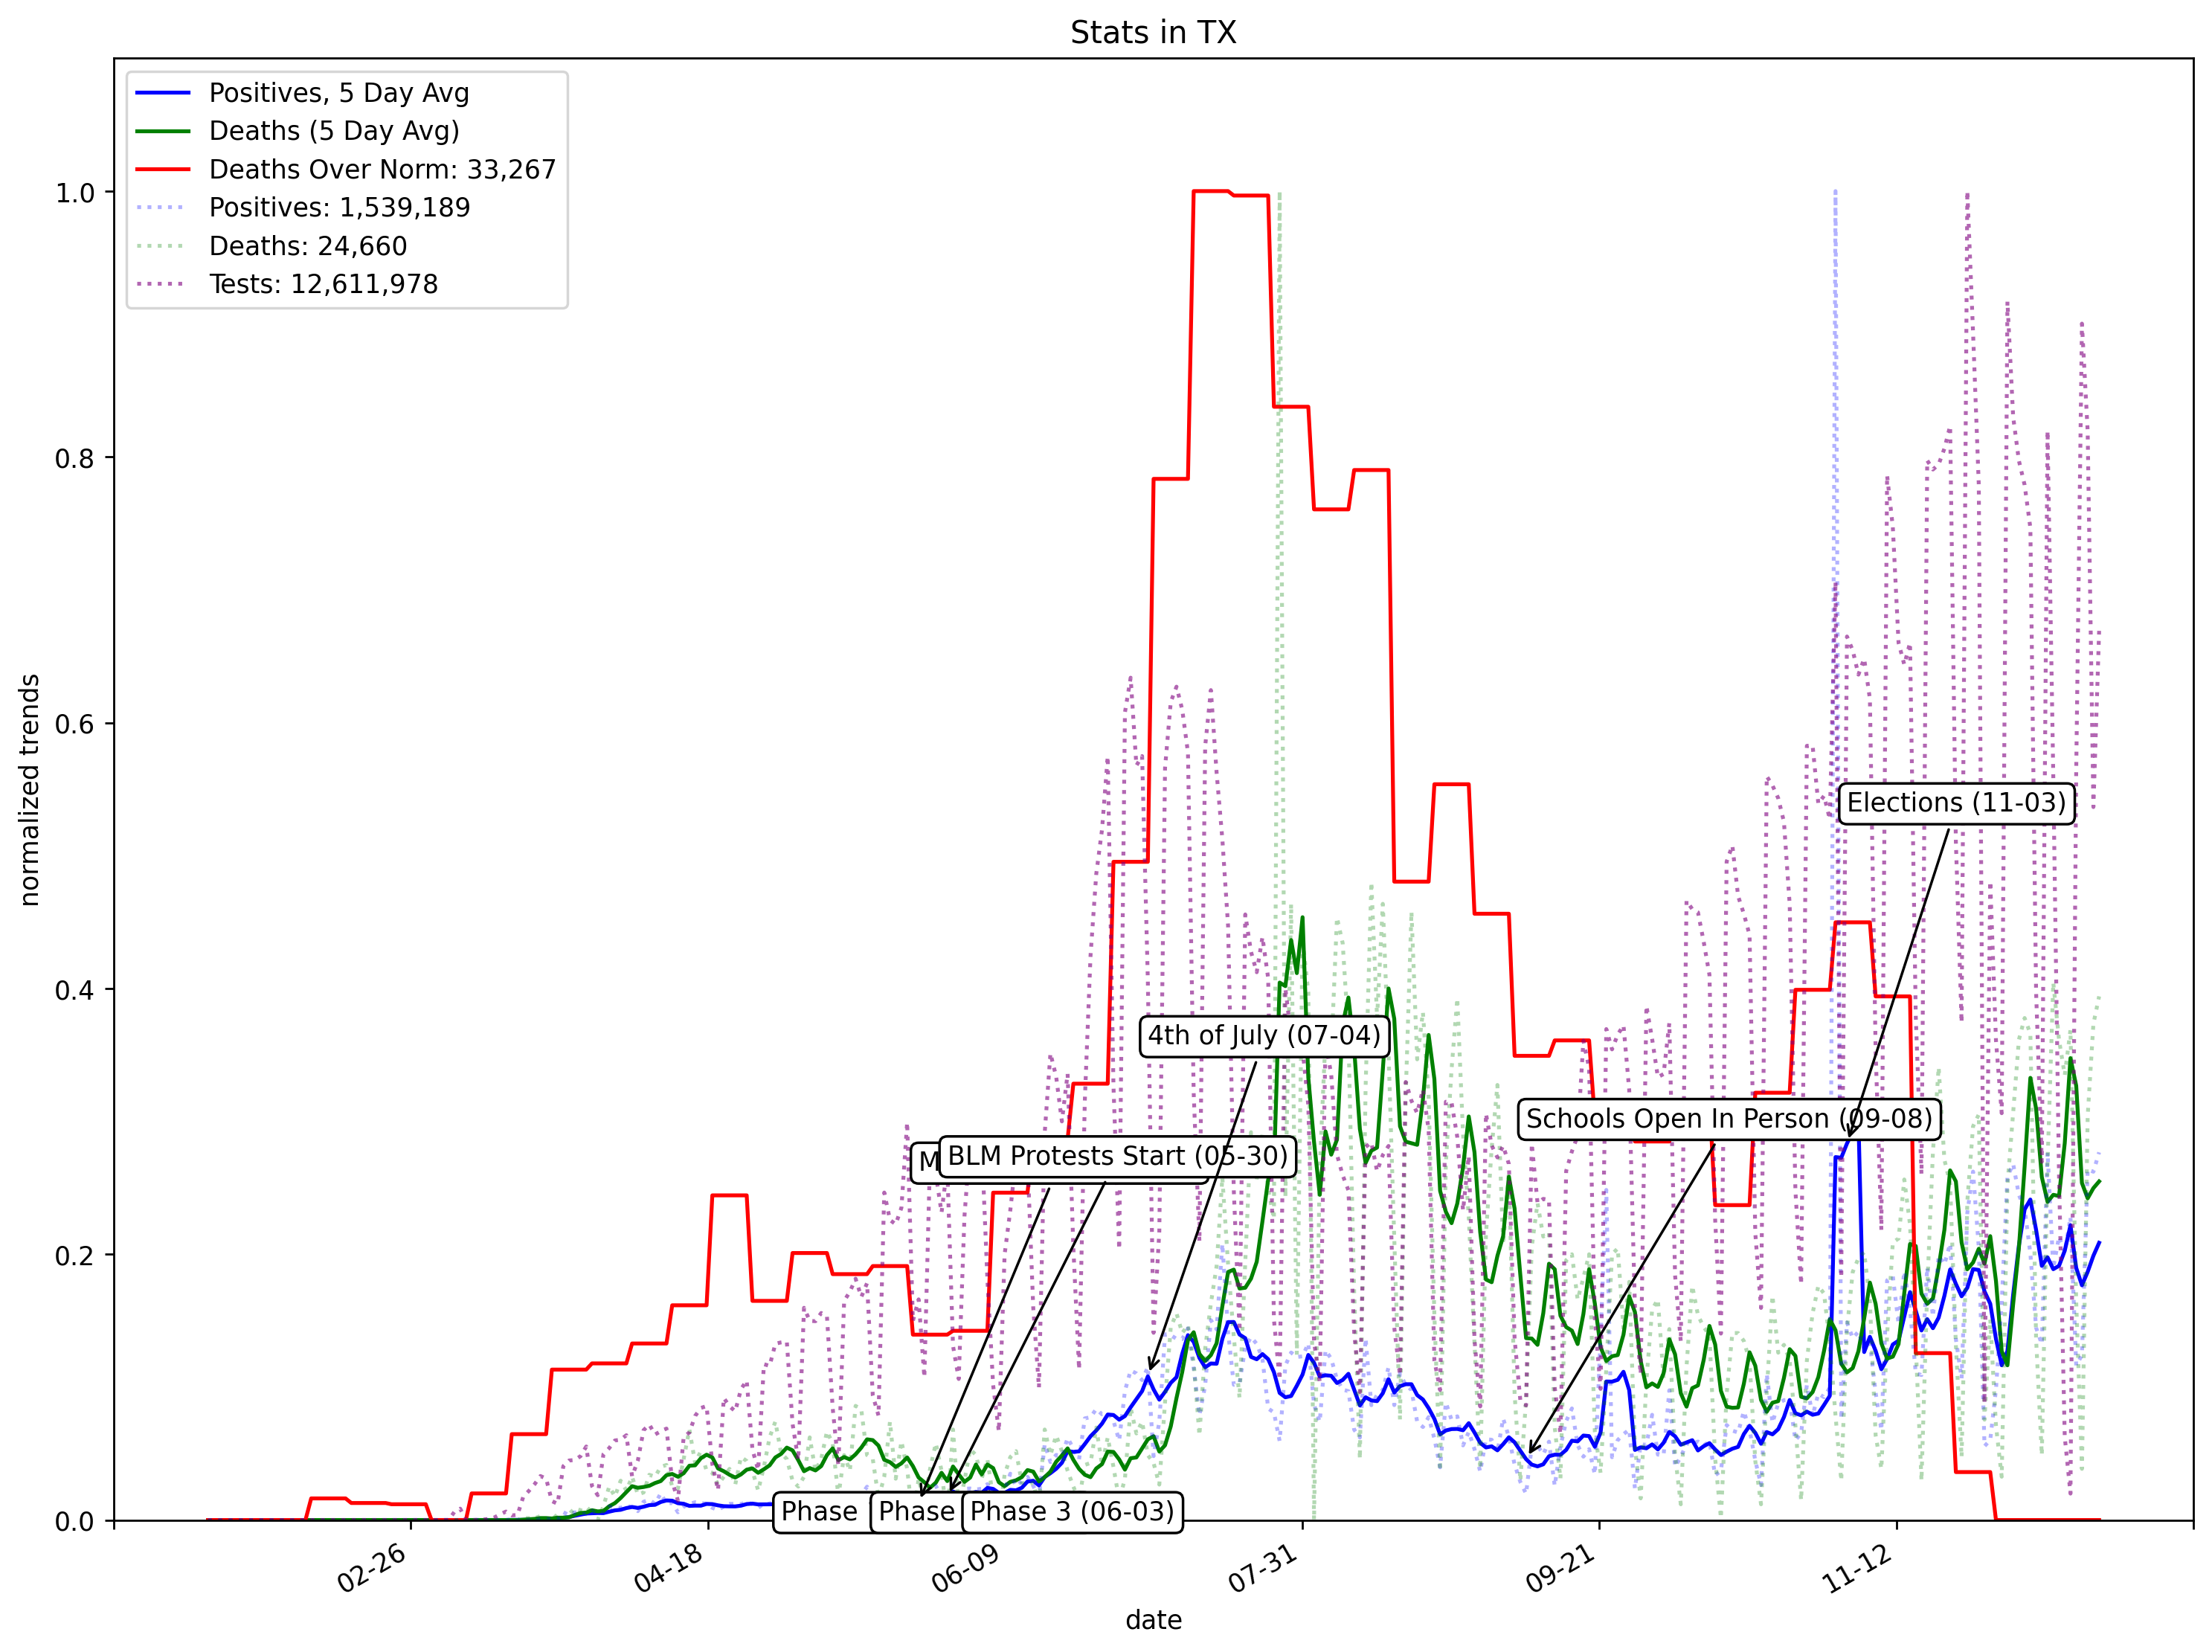 Stats in TX
Positives, 5 Day Avg
Deaths (5 Day Avg)
Deaths Over Norm: 33,267
Positives: 1,539,189
Deaths: 24,660
Tests: 12,611,978
normalized trends
1.0
0.8
0.6
0.4
0.2
0.0
Elections (11-03)
4th of July (07-04)
Schools Open In Person (09-08)
BLM Protests Start (05-30)
Phase
Phase
Phase 3 (06-03)
02-26
04-18
06-09
07-31
09-21
11-12
date